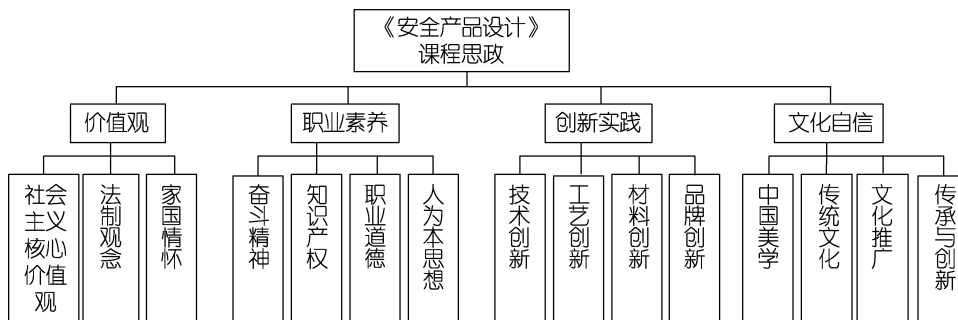 《安全产品设计》
课程思政
价值观
职业素养
创新实践
文化自信
社会
主义
核心
价值
观
法制观念
家国情怀
奋斗精神
知识产权
职业道德
人为本思想
技术创新
工艺创新
材料创新
品牌创新
中国美学
传统文化
文化推广
传承与创新